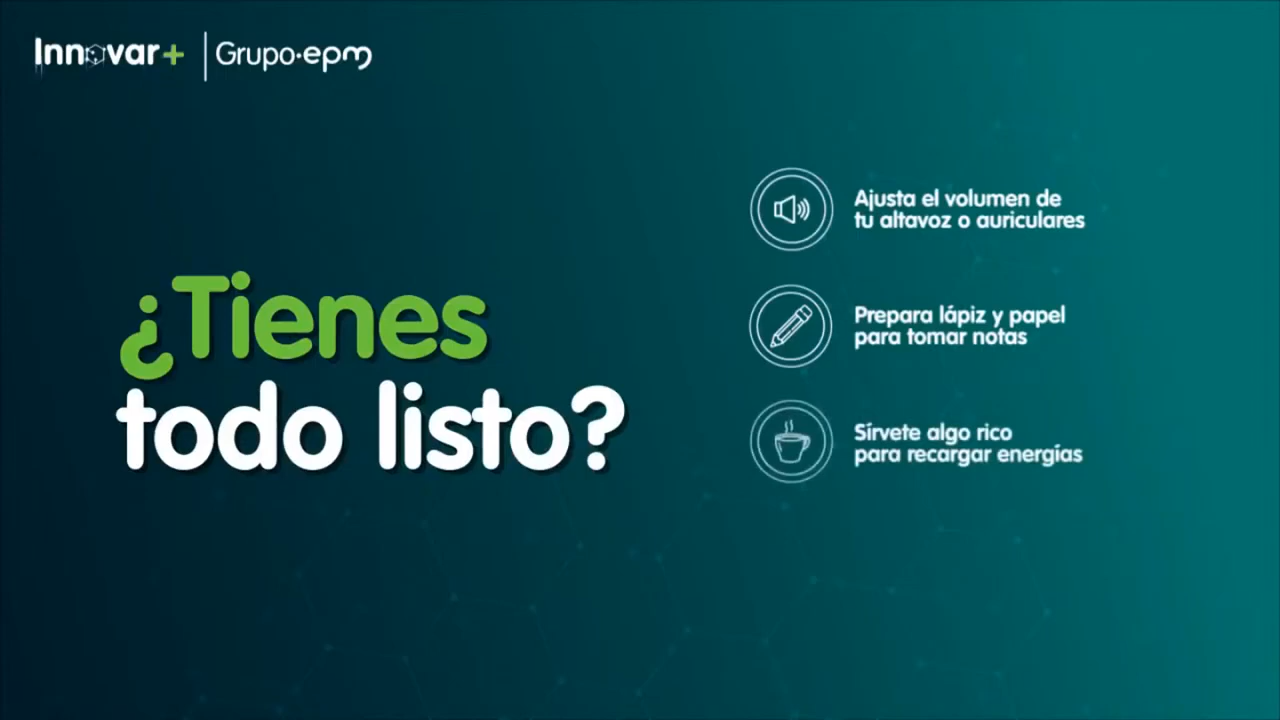 Innovar+ | Grupo·epm
¿Tienes
todo listo?
Ajusta el volumen de
tu altavoz o auriculares
Prepara lápiz y papel
para tomar notas
Sírvete algo rico
para recargar energías